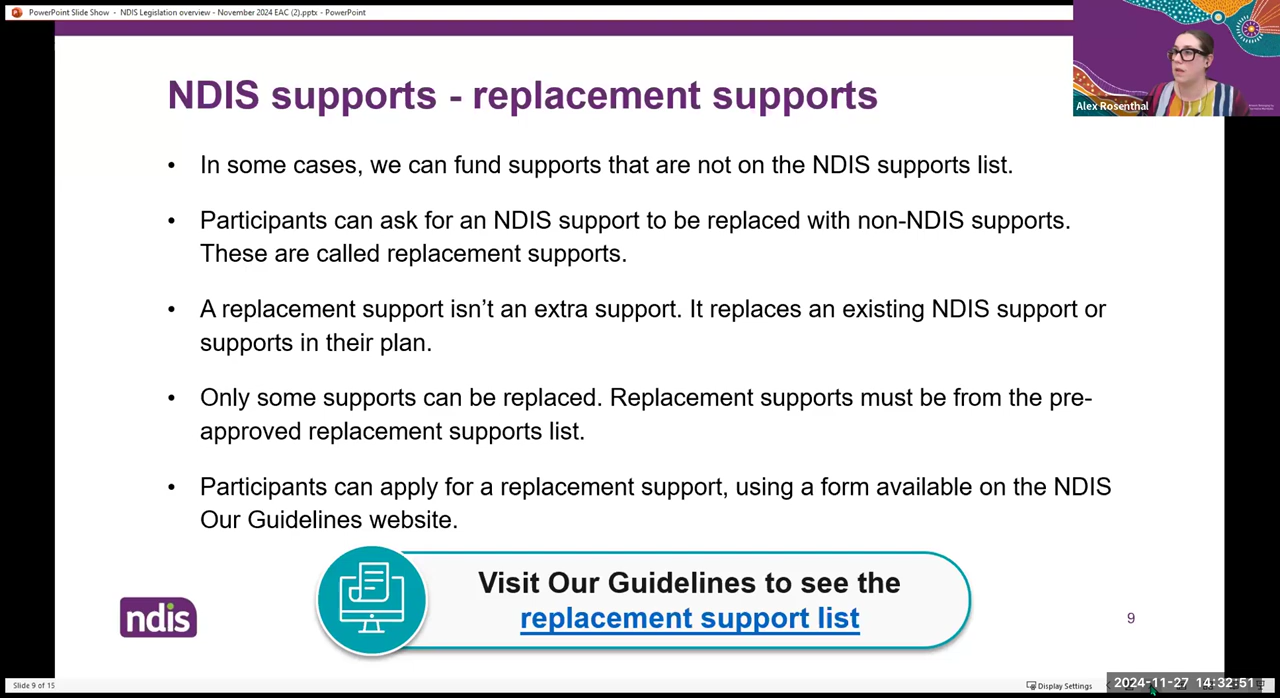 PowerPoint Slide Show - NDIS Legislation overview - November 2024 EAC (2).pptx - PowerPoint
Alex Rosenthal
NDIS supports - replacement supports
• In some cases, we can fund supports that are not on the NDIS supports list.
• Participants can ask for an NDIS support to be replaced with non-NDIS supports.
These are called replacement supports.
• A replacement support isn’t an extra support. It replaces an existing NDIS support or
supports in their plan.
• Only some supports can be replaced. Replacement supports must be from the pre-
approved replacement supports list.
• Participants can apply for a replacement support, using a form available on the NDIS
Our Guidelines website.
Visit Our Guidelines to see the
replacement support list
ndis
9
Slide 9 of 15
Display Settings
2024-11-27 14:32:51